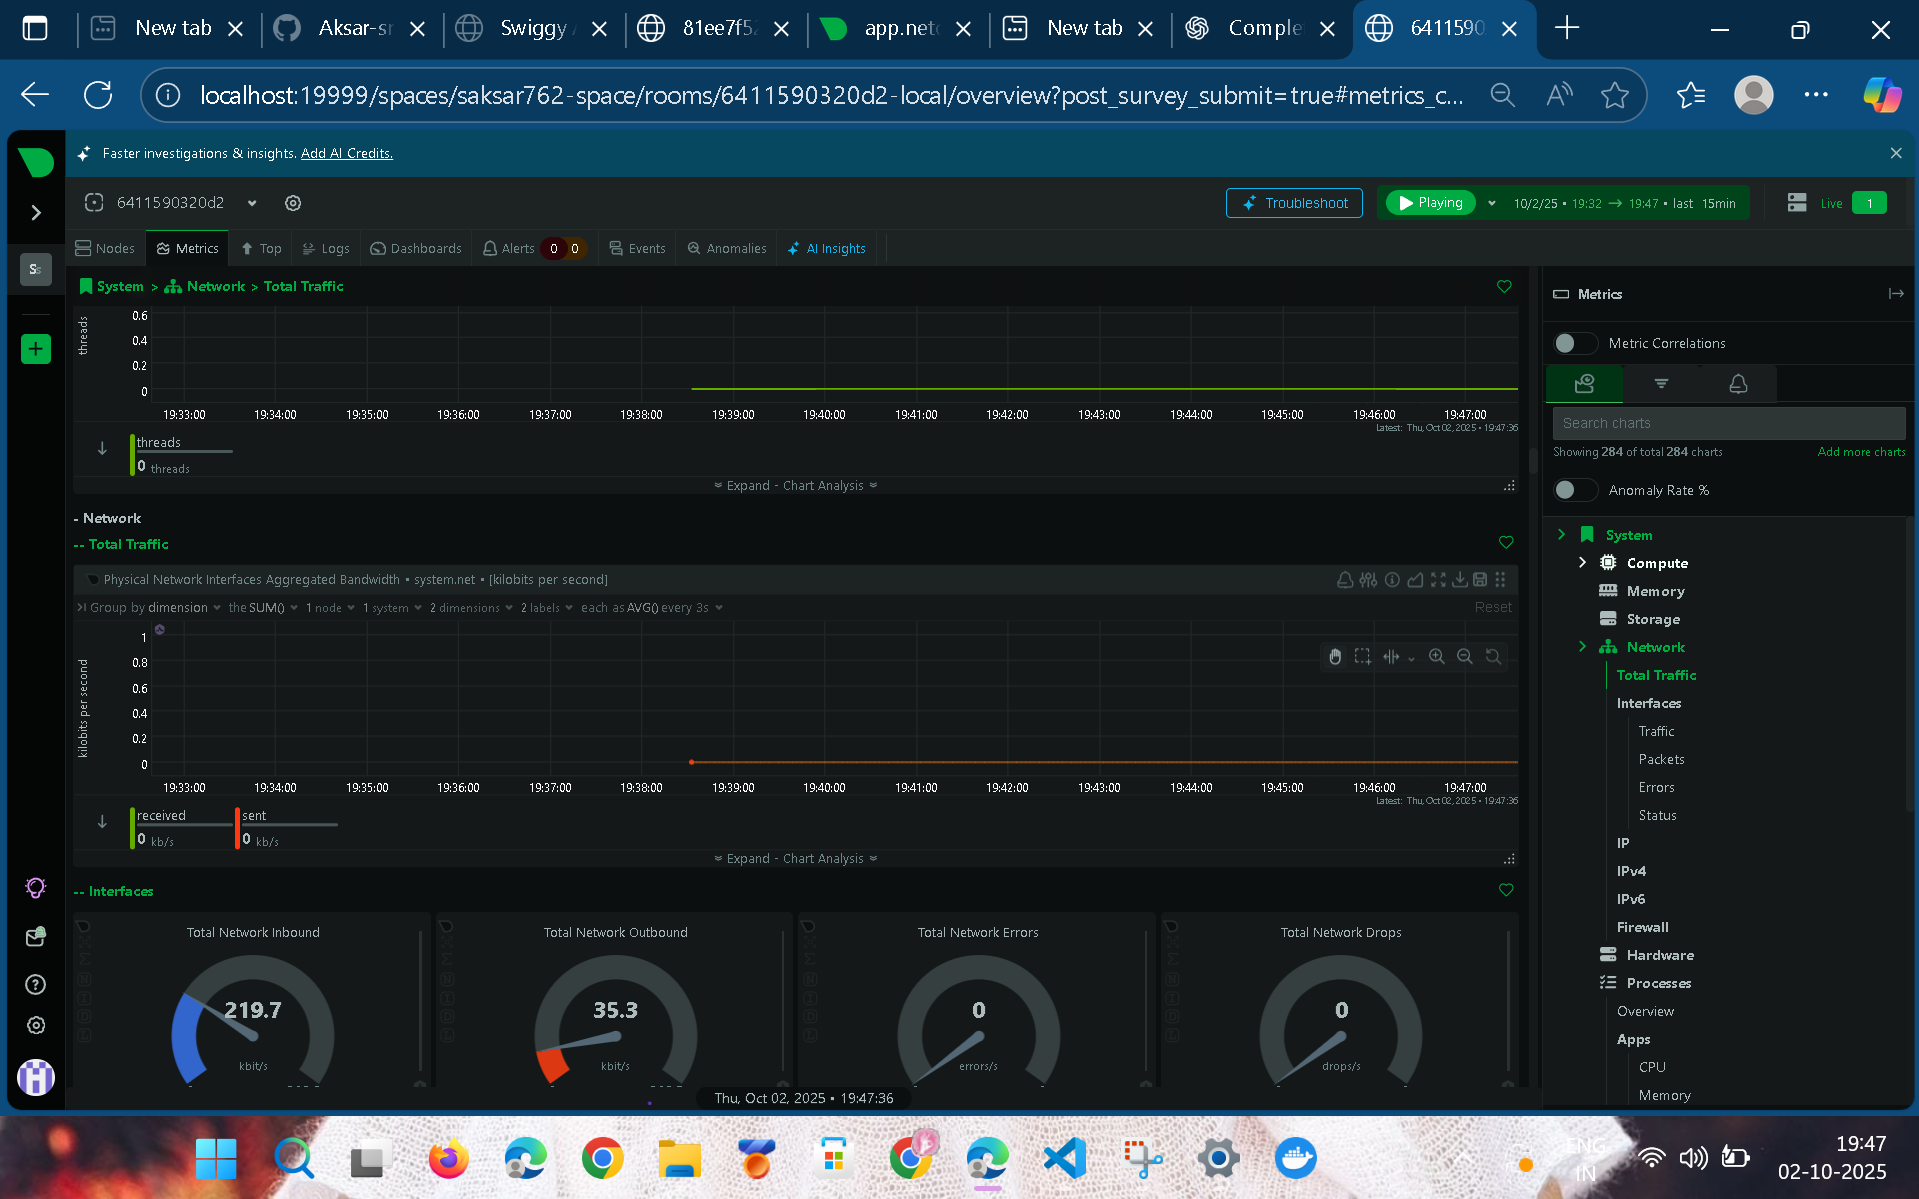 New tab
Aksar-sr
Swiggy
81ee7f52
app.netd
New tab
Comple
6411590
localhost:19999/spaces/saksar762-space/rooms/6411590320d2-local/overview?post_survey_submit=true#metrics_c...
Faster investigations & insights. Add AI Credits.
6411590320d2
Troubleshoot
Playing
10/2/25 • 19:32 → 19:47 • last 15min
Live 1
Nodes
Metrics
Top
Logs
Dashboards
Alerts 0 0
Events
Anomalies
AI Insights
Ss
System > Network > Total Traffic
threads
0.6
0.4
0.2
0
19:33:00 19:34:00 19:35:00 19:36:00 19:37:00 19:38:00 19:39:00 19:40:00 19:41:00 19:42:00 19:43:00 19:44:00 19:45:00 19:46:00 19:47:00
Latest: Thu, Oct 02, 2025 • 19:47:36
threads
0 threads
Expand - Chart Analysis
- Network
-- Total Traffic
Physical Network Interfaces Aggregated Bandwidth • system.net • [kilobits per second]
Group by dimension the SUM() 1 node 1 system 2 dimensions 2 labels each as AVG() every 3s
Reset
kilobits per second
1
0.8
0.6
0.4
0.2
0
19:33:00 19:34:00 19:35:00 19:36:00 19:37:00 19:38:00 19:39:00 19:40:00 19:41:00 19:42:00 19:43:00 19:44:00 19:45:00 19:46:00 19:47:00
Latest: Thu, Oct 02, 2025 • 19:47:36
received
0 kb/s
sent
0 kb/s
Expand - Chart Analysis
-- Interfaces
Total Network Inbound
219.7
kbit/s
Total Network Outbound
35.3
kbit/s
Total Network Errors
0
errors/s
Total Network Drops
0
drops/s
Thu, Oct 02, 2025 • 19:47:36
Metrics
Metric Correlations
Search charts
Showing 284 of total 284 charts
Add more charts
Anomaly Rate %
System
Compute
Memory
Storage
Network
Total Traffic
Interfaces
Traffic
Packets
Errors
Status
IP
IPv4
IPv6
Firewall
Hardware
Processes
Overview
Apps
CPU
Memory
ENG
IN
19:47
02-10-2025